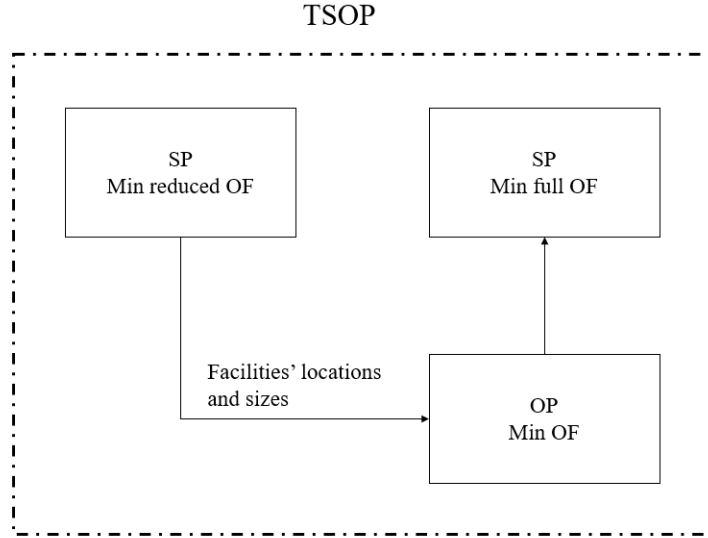 TSOP
SP
Min reduced OF
SP
Min full OF
Facilities’ locations
and sizes
OP
Min OF